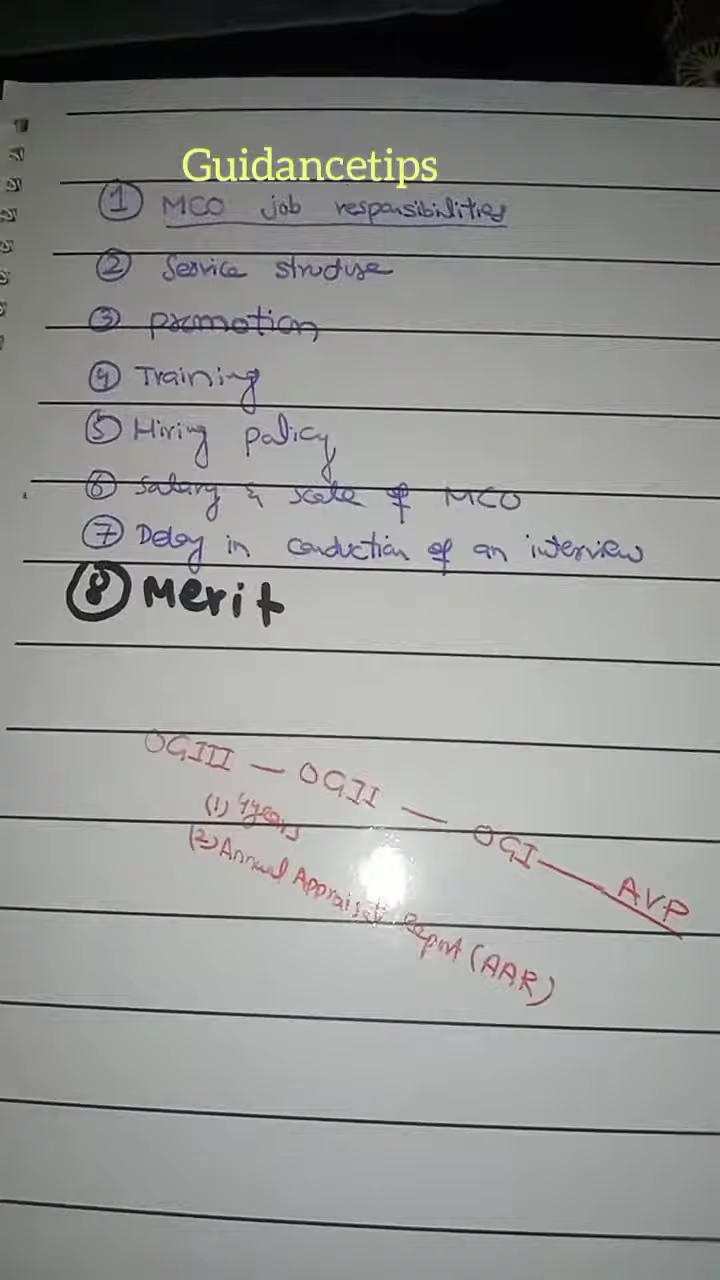 Guidancetips
① MCO job responsibilities
② Service structure
③ promotion
④ Training
⑤ Hiring policy
⑥ Salary & scale of MCO
⑦ Delay in conduction of an interview
⑧ Merit
OGIII — OGII — OGI — AVP
(1) 4years
(2) Annual Appraisal Report (AAR)